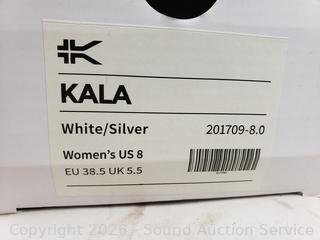 KALA
White/Silver 201709-8.0
Women's US 8
EU 38.5 UK 5.5
Copyright 2026 - Sound Auction Service